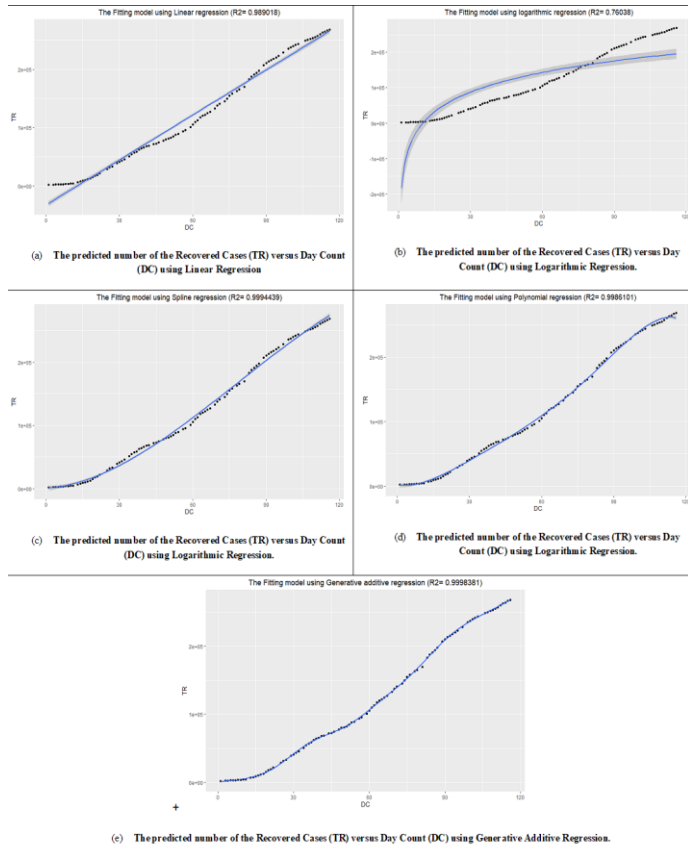 The Fitting model using Linear regression (R2= 0.989018)
2e+05
1e+05
0e+00
TR
0
30
60
90
120
DC
(a) The predicted number of the Recovered Cases (TR) versus Day Count
(DC) using Linear Regression
The Fitting model using logarithmic regression (R2= 0.76038)
2e+05
1e+05
0e+00
-1e+05
-2e+05
TR
0
30
60
90
120
DC
(b) The predicted number of the Recovered Cases (TR) versus Day
Count (DC) using Logarithmic Regression.
The Fitting model using Spline regression (R2= 0.9994439)
2e+05
1e+05
0e+00
TR
0
30
60
90
120
DC
(c) The predicted number of the Recovered Cases (TR) versus Day Count
(DC) using Logarithmic Regression.
The Fitting model using Polynomial regression (R2= 0.9986101)
2e+05
1e+05
0e+00
TR
0
30
60
90
120
DC
(d) The predicted number of the Recovered Cases (TR) versus Day
Count (DC) using Logarithmic Regression.
The Fitting model using Generative additive regression (R2= 0.9998381)
2e+05
1e+05
0e+00
TR
0
30
60
90
120
DC
+
(e) The predicted number of the Recovered Cases (TR) versus Day Count (DC) using Generative Additive Regression.